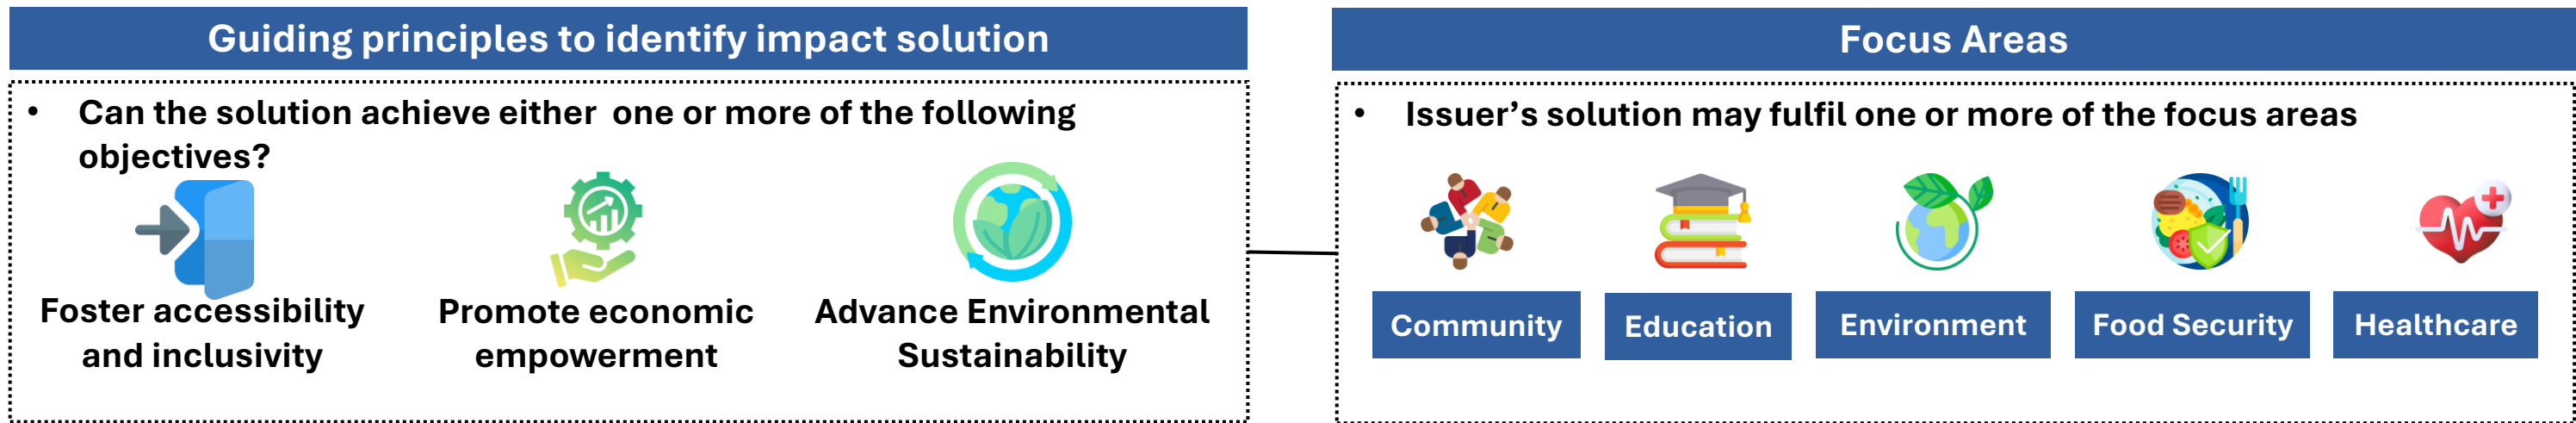 Guiding principles to identify impact solution
• Can the solution achieve either  one or more of the following
objectives?
Foster accessibility
and inclusivity
Promote economic
empowerment
Advance Environmental
Sustainability
Focus Areas
• Issuer’s solution may fulfil one or more of the focus areas
Community
Education
Environment
Food Security
Healthcare